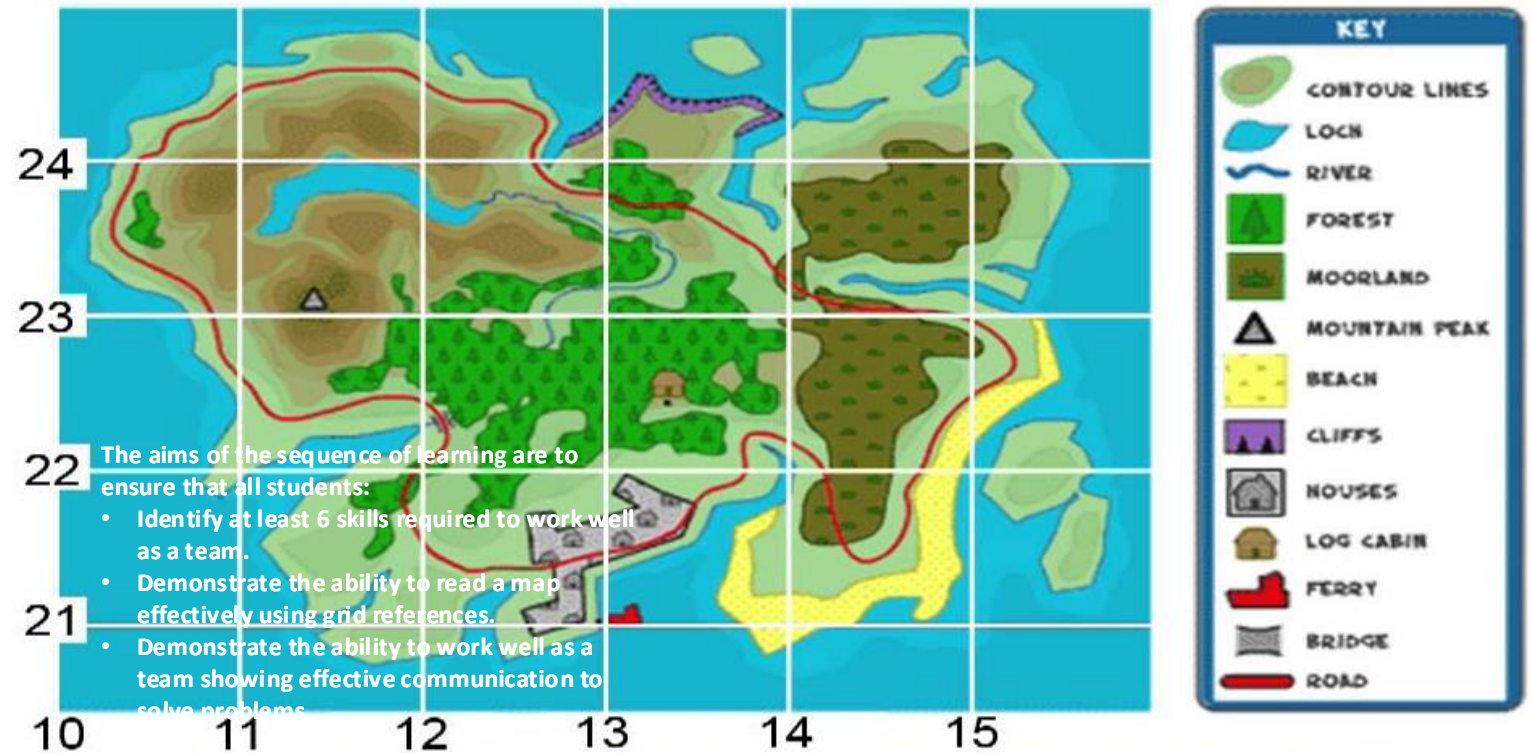 24
23
22
21
10 11 12 13 14 15
The aims of the sequence of learning are to
ensure that all students:
• Identify at least 6 skills required to work well
as a team.
• Demonstrate the ability to read a map
effectively using grid references.
• Demonstrate the ability to work well as a
team showing effective communication to
solve problems
KEY
CONTOUR LINES
LOCH
RIVER
FOREST
MOORLAND
MOUNTAIN PEAK
BEACH
CLIFFS
HOUSES
LOG CABIN
FERRY
BRIDGE
ROAD